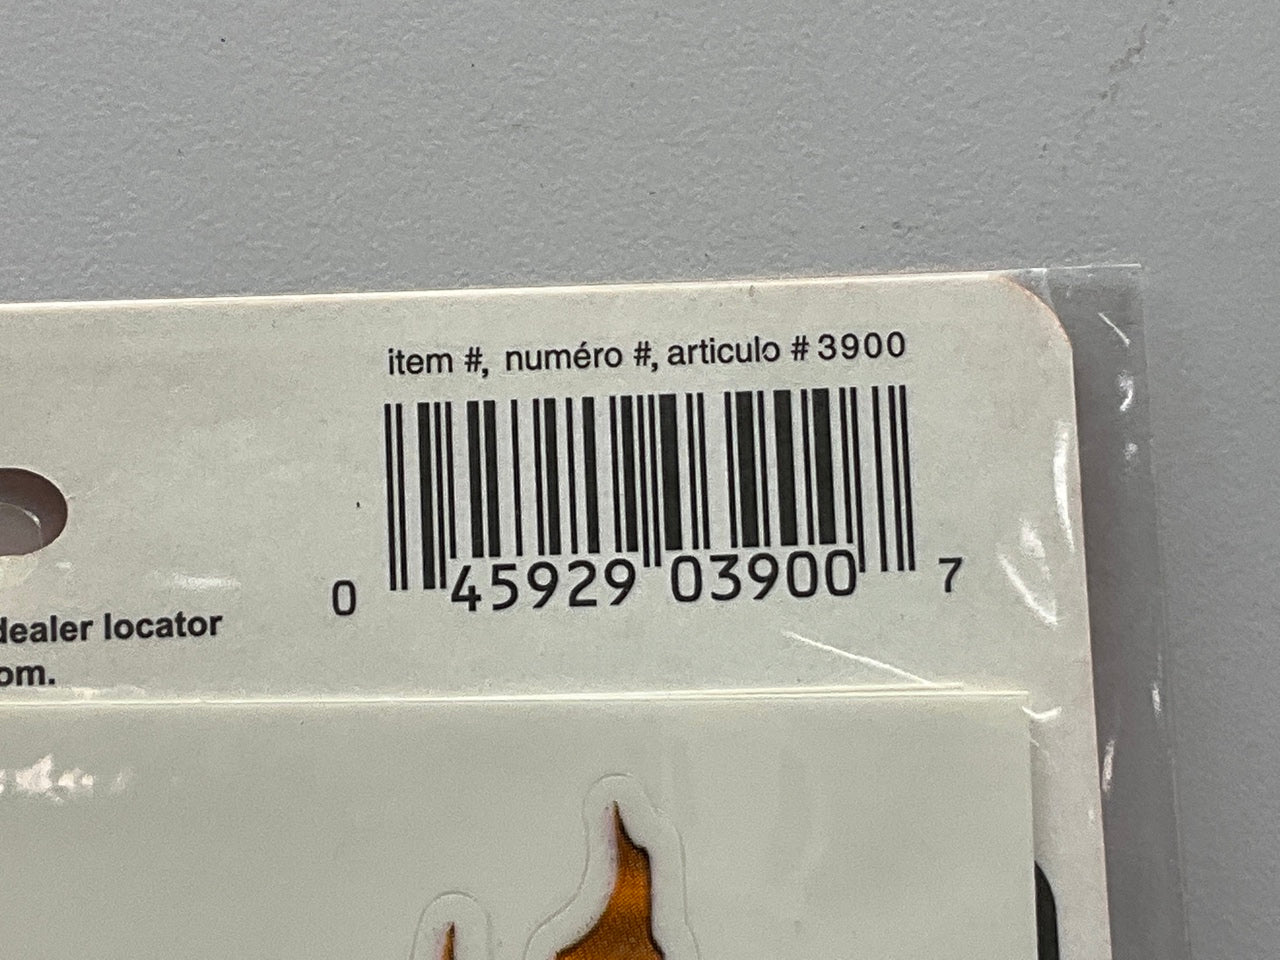 item #, numéro #, articulo # 3900
0 45929 03900 7
dealer locator
om.